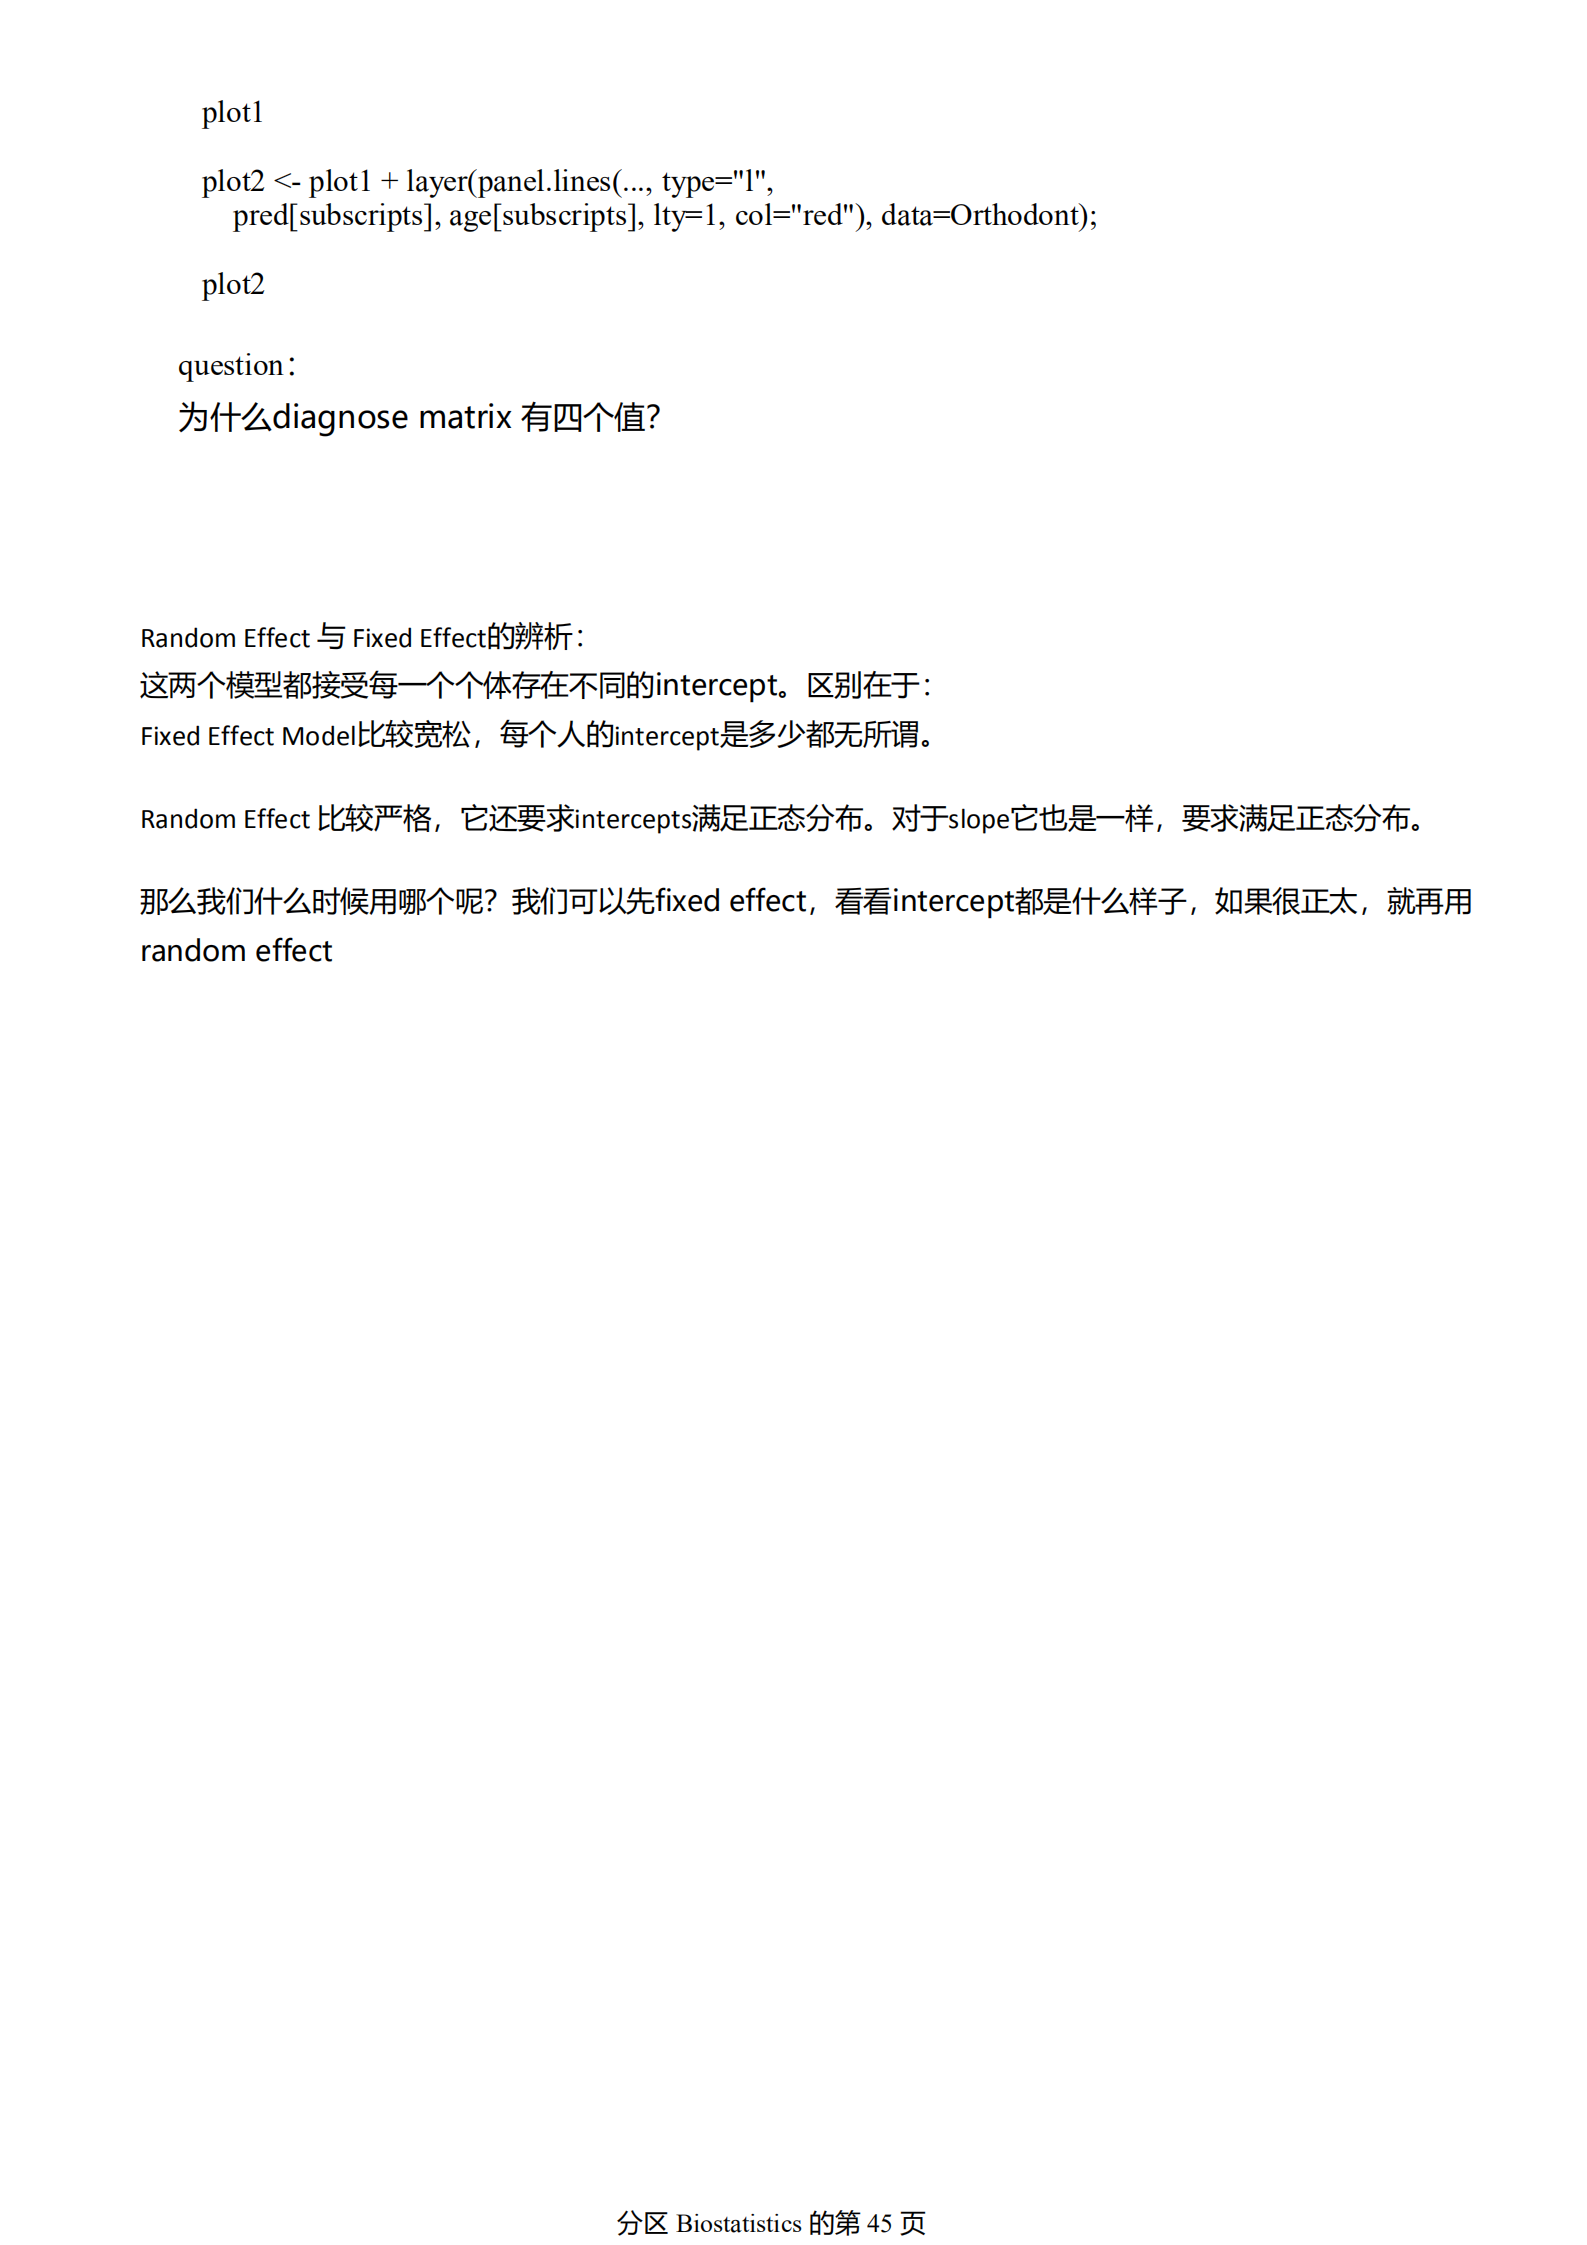 plot1
plot2 <- plot1 + layer(panel.lines(..., type="l",
pred[subscripts], age[subscripts], lty=1, col="red"), data=Orthodont);
plot2
question：
为什么diagnose matrix 有四个值？
Random Effect 与 Fixed Effect的辨析：
这两个模型都接受每一个个体存在不同的intercept。区别在于：
Fixed Effect Model比较宽松，每个人的intercept是多少都无所谓。
Random Effect 比较严格，它还要求intercepts满足正态分布。对于slope它也是一样，要求满足正态分布。
那么我们什么时候用哪个呢？我们可以先fixed effect，看看intercept都是什么样子，如果很正太，就再用
random effect
分区 Biostatistics 的第 45 页